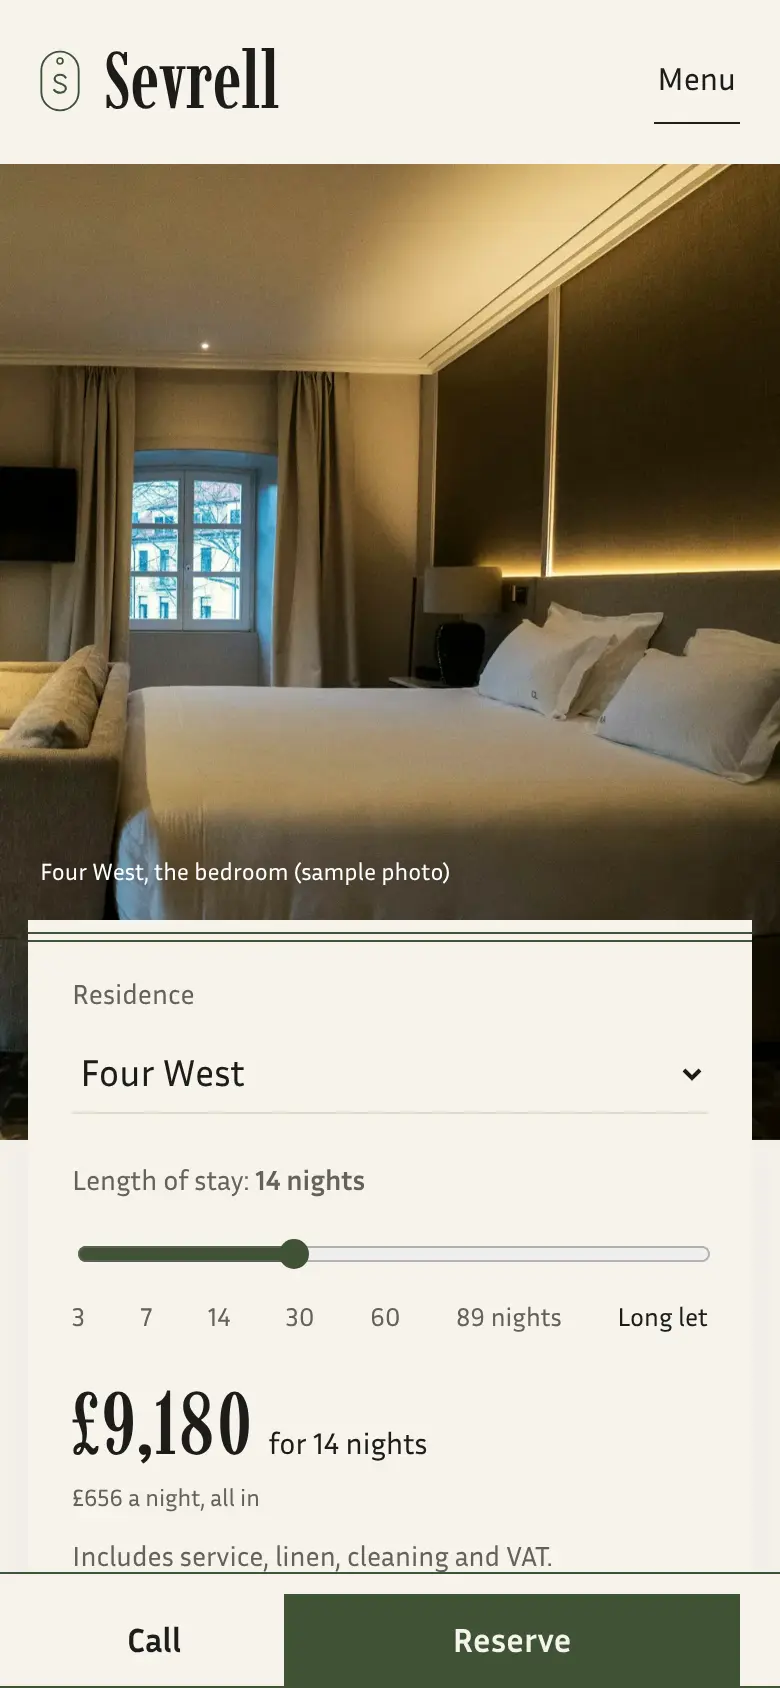 S
Sevrell
Menu
Four West, the bedroom (sample photo)
Residence
Four West
Length of stay: 14 nights
3 7 14 30 60 89 nights Long let
£9,180 for 14 nights
£656 a night, all in
Includes service, linen, cleaning and VAT.
Call Reserve